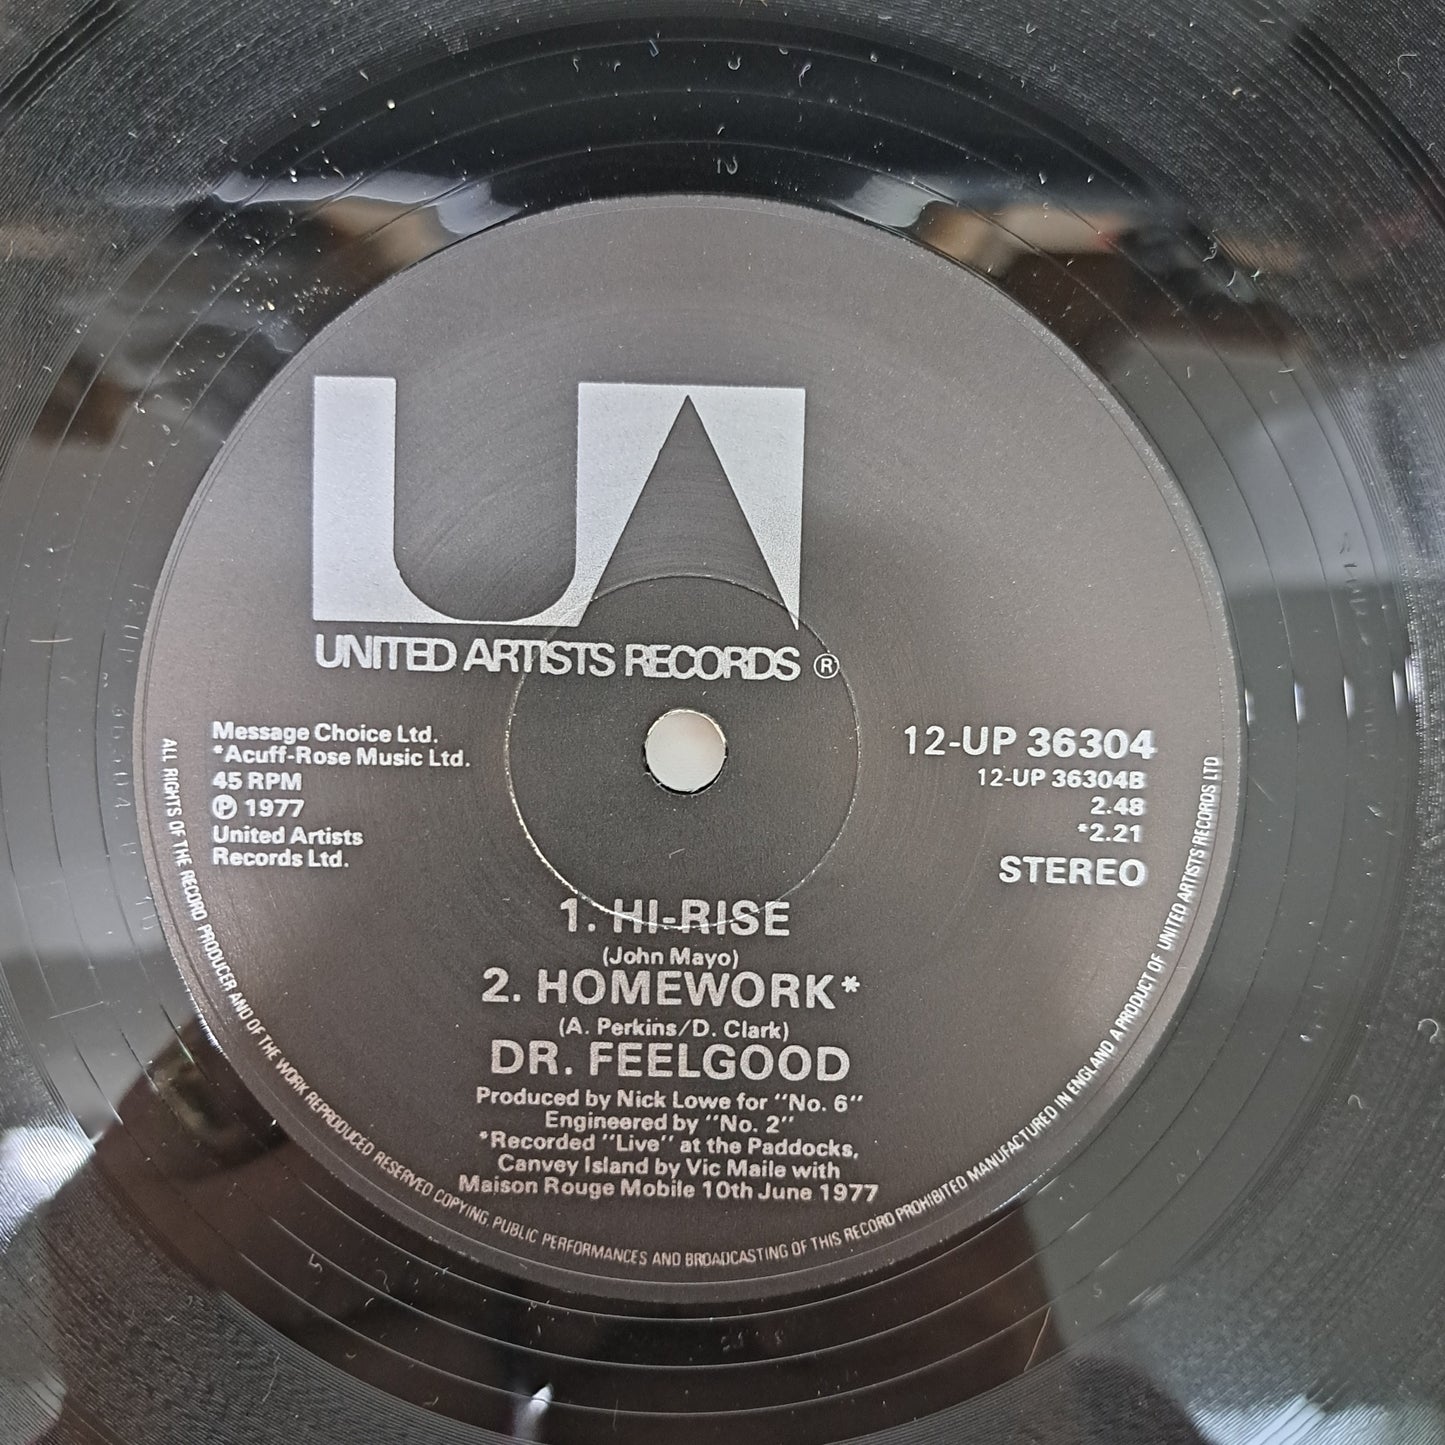 UNITED ARTISTS RECORDS ®
Message Choice Ltd.
*Acuff-Rose Music Ltd.
45 RPM
℗ 1977
United Artists
Records Ltd.
12-UP 36304
12-UP 36304B
2.48
*2.21
STEREO
1. HI-RISE
(John Mayo)
2. HOMEWORK*
(A. Perkins/D. Clark)
DR. FEELGOOD
Produced by Nick Lowe for "No. 6"
Engineered by "No. 2"
*Recorded "Live" at the Paddocks,
Canvey Island by Vic Maile with
Maison Rouge Mobile 10th June 1977
ALL RIGHTS OF THE RECORD PRODUCER AND OF THE WORK REPRODUCED RESERVED COPYING, PUBLIC PERFORMANCES AND BROADCASTING OF THIS RECORD PROHIBITED MANUFACTURED IN ENGLAND A PRODUCT OF UNITED ARTISTS RECORDS LTD